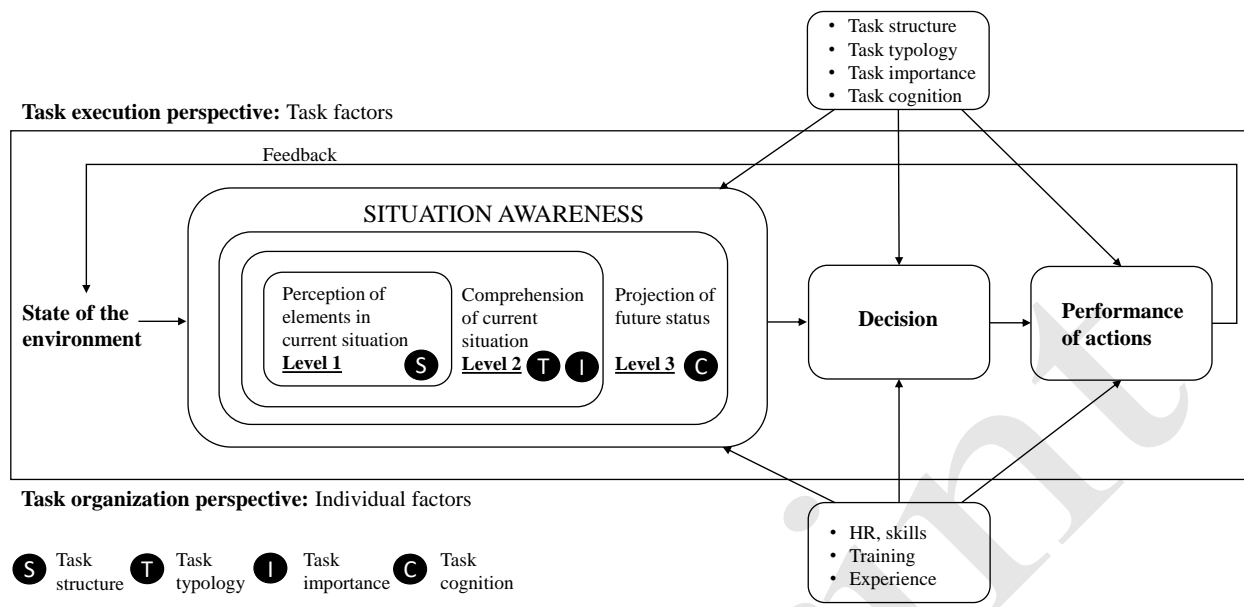 • Task structure
• Task typology
• Task importance
• Task cognition
Task execution perspective: Task factors
Feedback
SITUATION AWARENESS
Perception of
elements in
current situation
Level 1
S
Comprehension
of current
situation
Level 2
T
I
Projection of
future status
Level 3
C
State of the
environment
Decision
Performance
of actions
Task organization perspective: Individual factors
• HR, skills
• Training
• Experience
S
Task
structure
T
Task
typology
I
Task
importance
C
Task
cognition